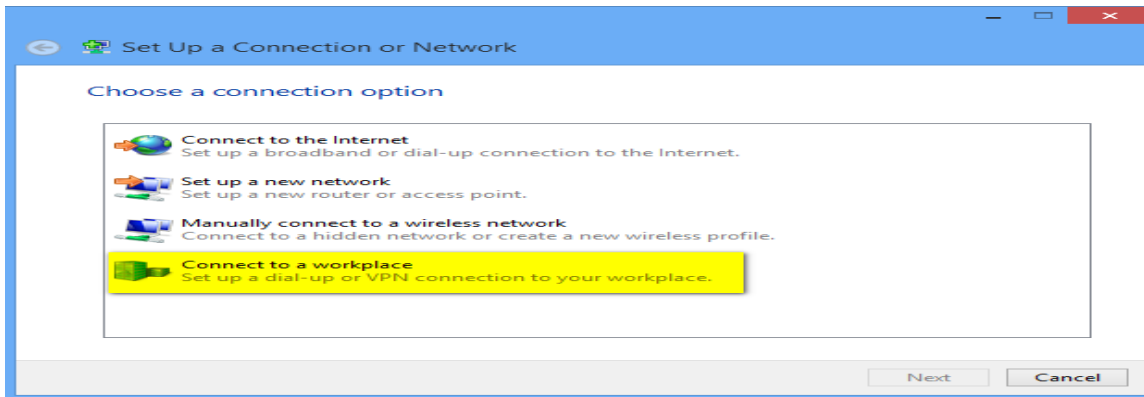 Set Up a Connection or Network
Choose a connection option
Connect to the Internet
Set up a broadband or dial-up connection to the Internet.
Set up a new network
Set up a new router or access point.
Manually connect to a wireless network
Connect to a hidden network or create a new wireless profile.
Connect to a workplace
Set up a dial-up or VPN connection to your workplace.
Next
Cancel